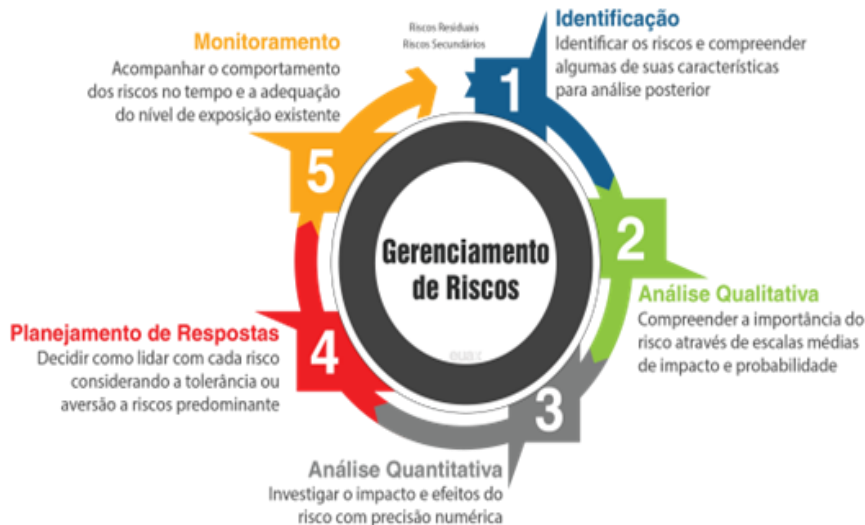 Riscos Residuais
Riscos Secundários
1
Identificação
Identificar os riscos e compreender
algumas de suas características
para análise posterior
2
Análise Qualitativa
Compreender a importância do
risco através de escalas médias
de impacto e probabilidade
3
Análise Quantitativa
Investigar o impacto e efeitos do
risco com precisão numérica
4
Planejamento de Respostas
Decidir como lidar com cada risco
considerando a tolerância ou
aversão a riscos predominante
5
Monitoramento
Acompanhar o comportamento
dos riscos no tempo e a adequação
do nível de exposição existente
Gerenciamento
de Riscos